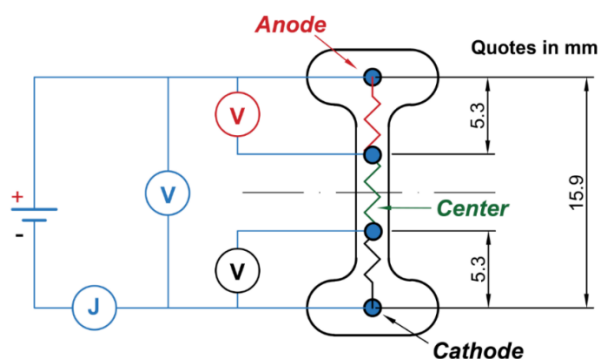 Anode
Quotes in mm
V
5.3
+
V
15.9
Center
-
V
5.3
J
Cathode